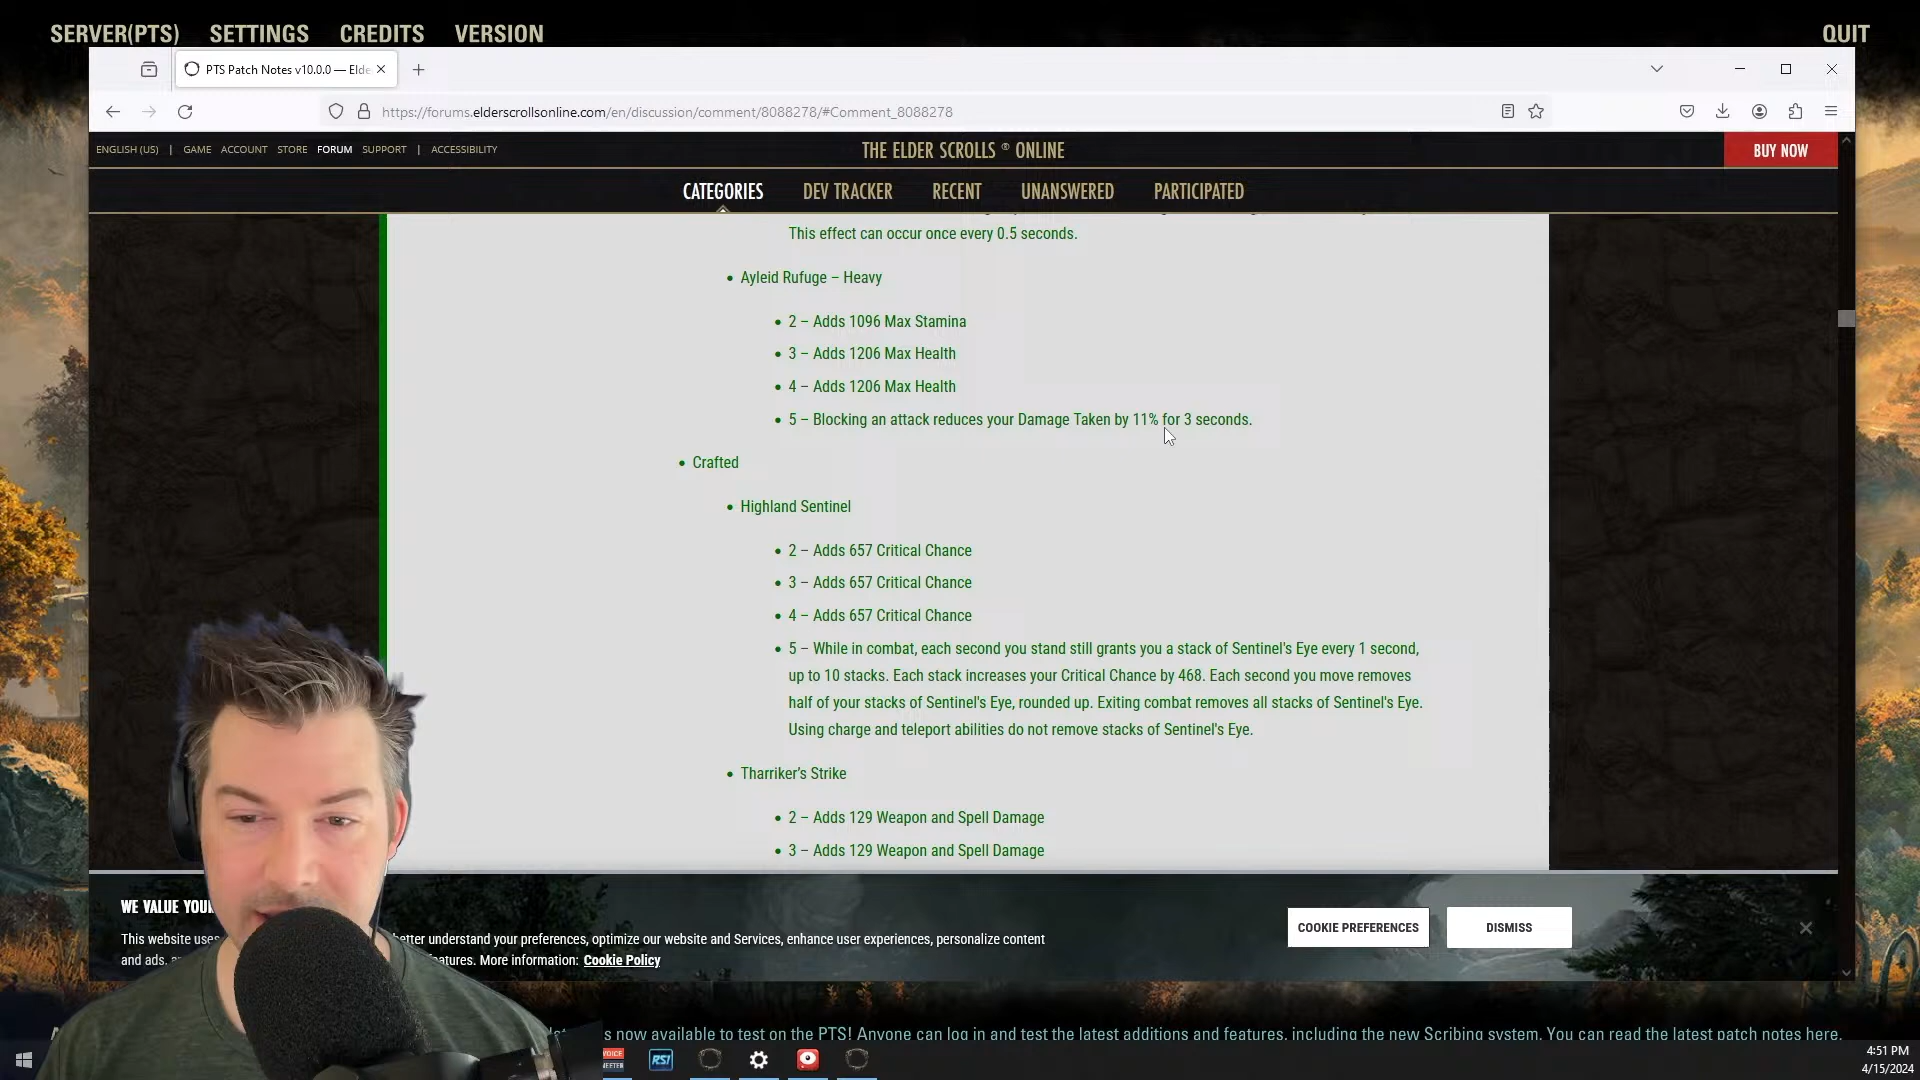 SERVER(PTS) SETTINGS CREDITS VERSION QUIT
PTS Patch Notes v10.0.0 — Elde
https://forums.elderscrollsonline.com/en/discussion/comment/8088278/#Comment_8088278
ENGLISH (US) | GAME ACCOUNT STORE FORUM SUPPORT | ACCESSIBILITY
THE ELDER SCROLLS ® ONLINE
BUY NOW
CATEGORIES DEV TRACKER RECENT UNANSWERED PARTICIPATED
This effect can occur once every 0.5 seconds.
• Ayleid Rufuge – Heavy
• 2 – Adds 1096 Max Stamina
• 3 – Adds 1206 Max Health
• 4 – Adds 1206 Max Health
• 5 – Blocking an attack reduces your Damage Taken by 11% for 3 seconds.
• Crafted
• Highland Sentinel
• 2 – Adds 657 Critical Chance
• 3 – Adds 657 Critical Chance
• 4 – Adds 657 Critical Chance
• 5 – While in combat, each second you stand still grants you a stack of Sentinel's Eye every 1 second,
up to 10 stacks. Each stack increases your Critical Chance by 468. Each second you move removes
half of your stacks of Sentinel's Eye, rounded up. Exiting combat removes all stacks of Sentinel's Eye.
Using charge and teleport abilities do not remove stacks of Sentinel's Eye.
• Tharriker's Strike
• 2 – Adds 129 Weapon and Spell Damage
• 3 – Adds 129 Weapon and Spell Damage
WE VALUE YOUR
This website uses better understand your preferences, optimize our website and Services, enhance user experiences, personalize content
and ads, features. More information: Cookie Policy
COOKIE PREFERENCES
DISMISS
s now available to test on the PTS! Anyone can log in and test the latest additions and features, including the new Scribing system. You can read the latest patch notes here.
VOICE
MEETER
RSI
4:51 PM
4/15/2024